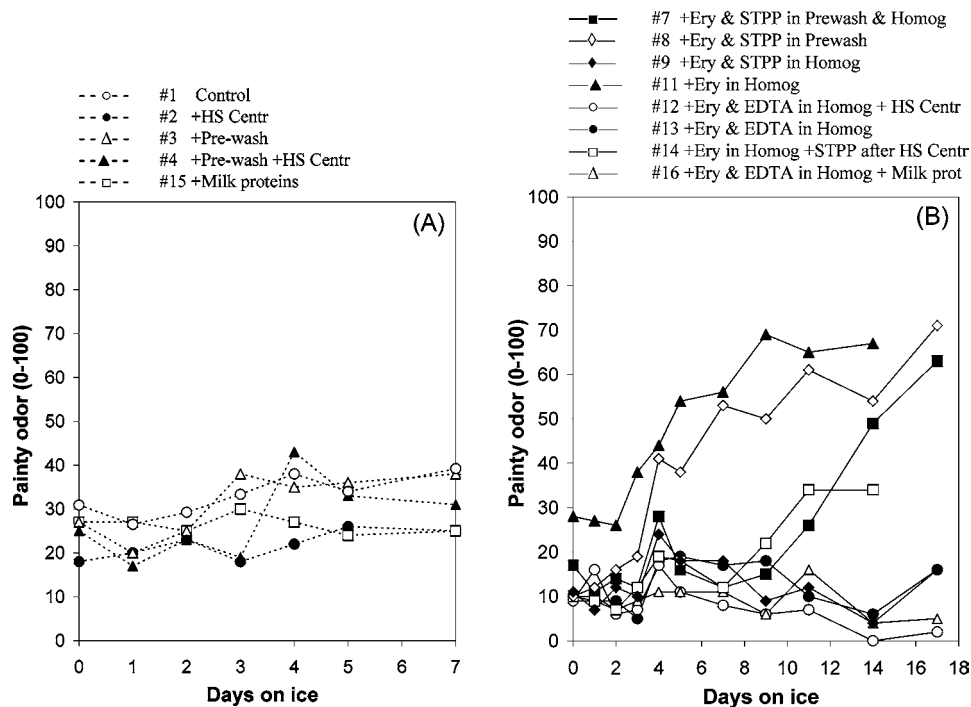 #1 Control
#2 +HS Centr
#3 +Pre-wash
#4 +Pre-wash +HS Centr
#15 +Milk proteins
(A)
Painty odor (0-100)
100
90
80
70
60
50
40
30
20
10
0
0 1 2 3 4 5 6 7
Days on ice
#7 +Ery & STPP in Prewash & Homog
#8 +Ery & STPP in Prewash
#9 +Ery & STPP in Homog
#11 +Ery in Homog
#12 +Ery & EDTA in Homog + HS Centr
#13 +Ery & EDTA in Homog
#14 +Ery in Homog +STPP after HS Centr
#16 +Ery & EDTA in Homog + Milk prot
(B)
Painty odor (0-100)
100
90
80
70
60
50
40
30
20
10
0
0 2 4 6 8 10 12 14 16 18
Days on ice